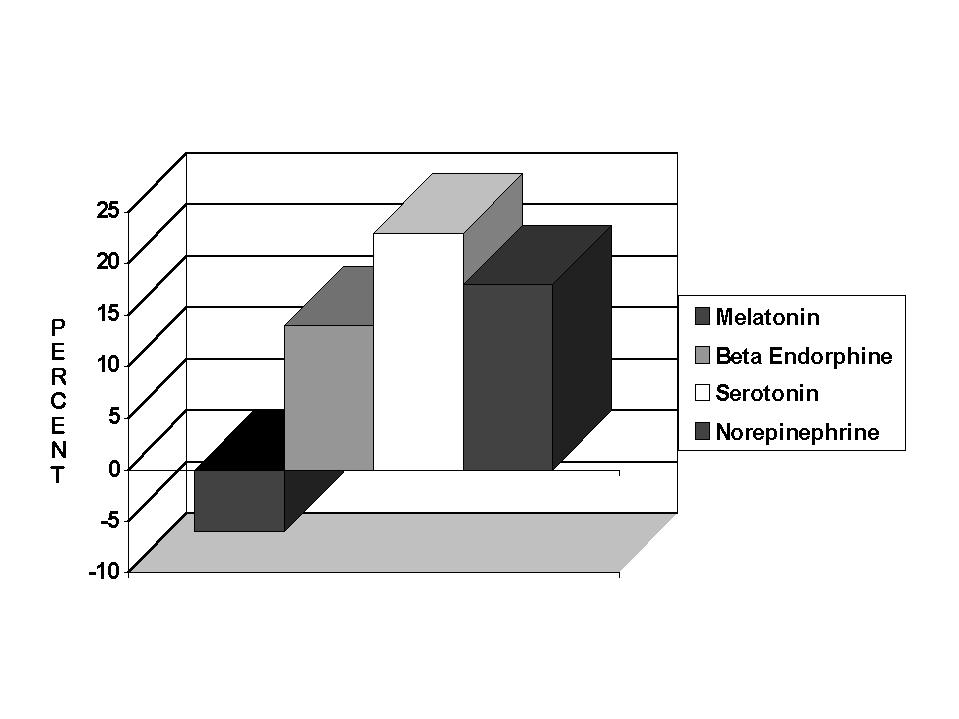 25
20
15
10
5
0
-5
-10
P
E
R
C
E
N
T
Melatonin
Beta Endorphine
Serotonin
Norepinephrine